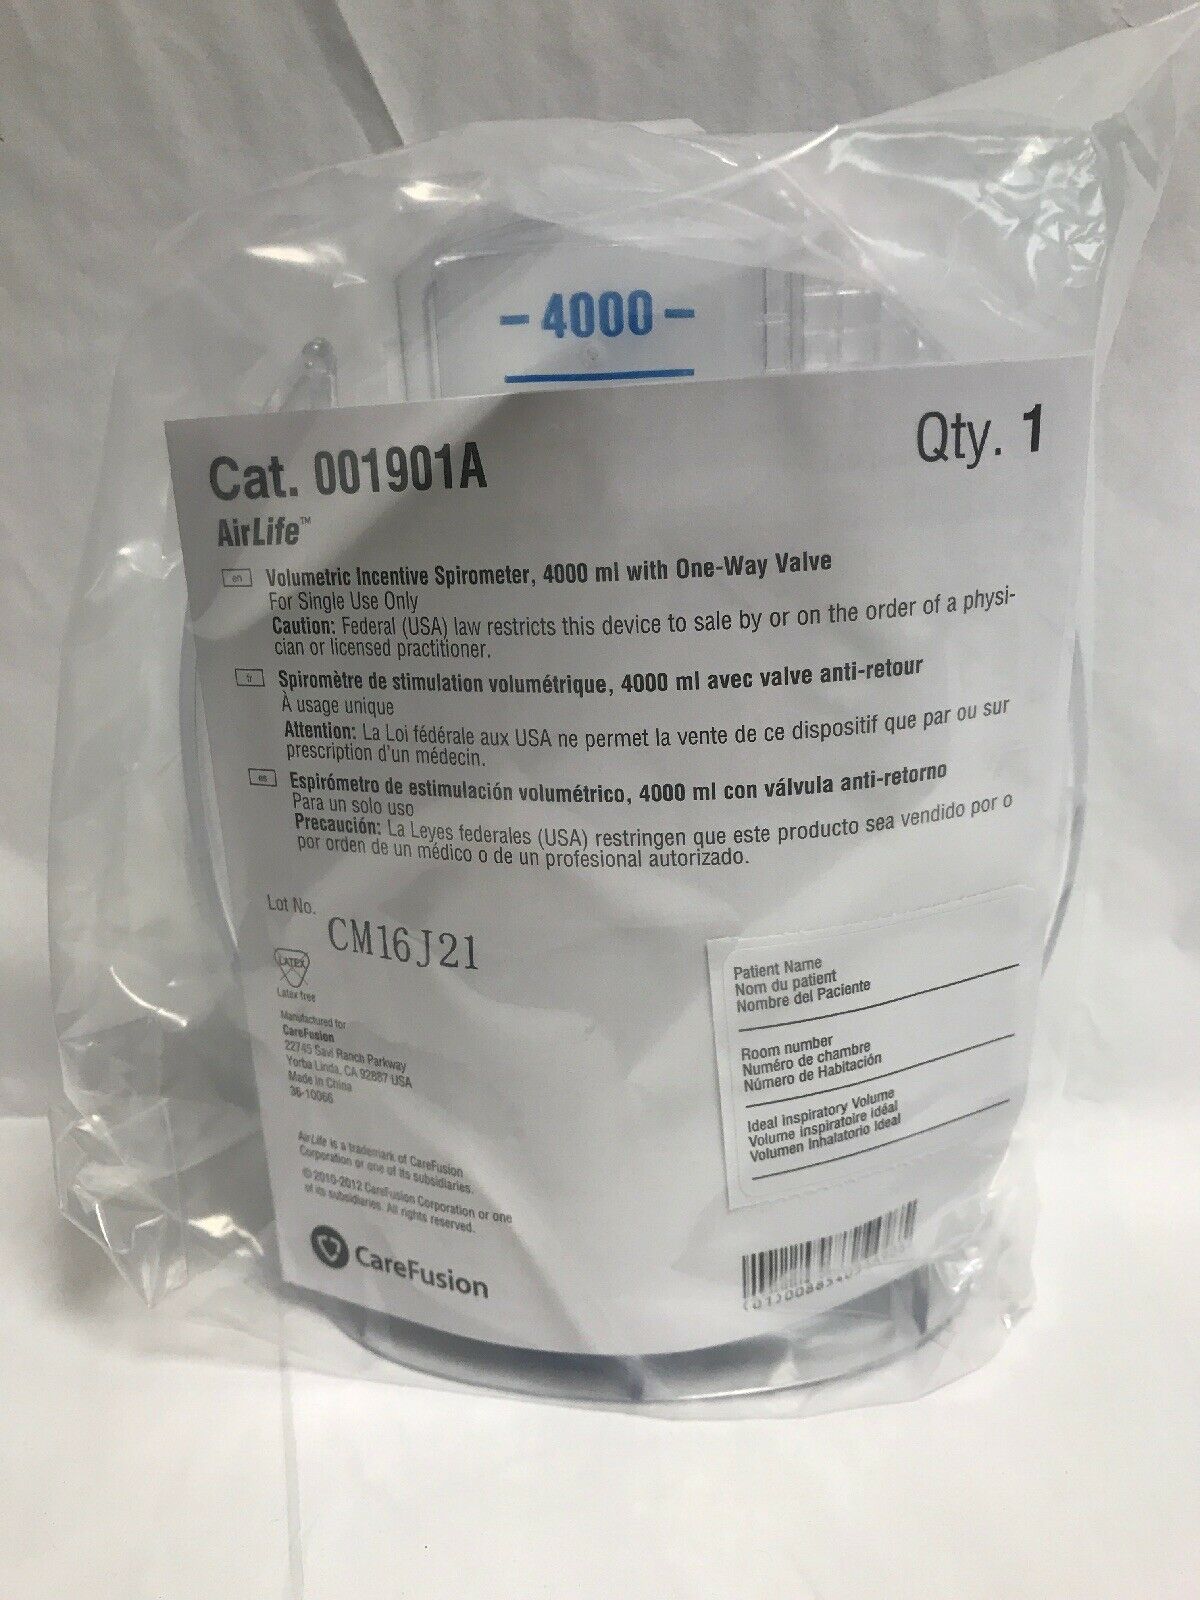 -4000-
Cat. 001901A
Qty. 1
AirLife™
en
Volumetric Incentive Spirometer, 4000 ml with One-Way Valve
For Single Use Only
Caution: Federal (USA) law restricts this device to sale by or on the order of a physi-
cian or licensed practitioner.
fr
Spiromètre de stimulation volumétrique, 4000 ml avec valve anti-retour
À usage unique
Attention: La Loi fédérale aux USA ne permet la vente de ce dispositif que par ou sur
prescription d'un médecin.
es
Espirómetro de estimulación volumétrico, 4000 ml con válvula anti-retorno
Para un solo uso
Precaución: La Leyes federales (USA) restringen que este producto sea vendido por o
por orden de un médico o de un profesional autorizado.
Lot No.
CM16J21
LATEX
Latex free
Manufactured for
CareFusion
22745 Savi Ranch Parkway
Yorba Linda, CA 92887 USA
Made in China
36-10066
AirLife is a trademark of CareFusion
Corporation or one of its subsidiaries.
© 2010-2012 CareFusion Corporation or one
of its subsidiaries. All rights reserved.
CareFusion
Patient Name
Nom du patient
Nombre del Paciente
Room number
Numéro de chambre
Número de Habitación
Ideal Inspiratory Volume
Volume inspiratoire idéal
Volumen Inhalatorio Ideal